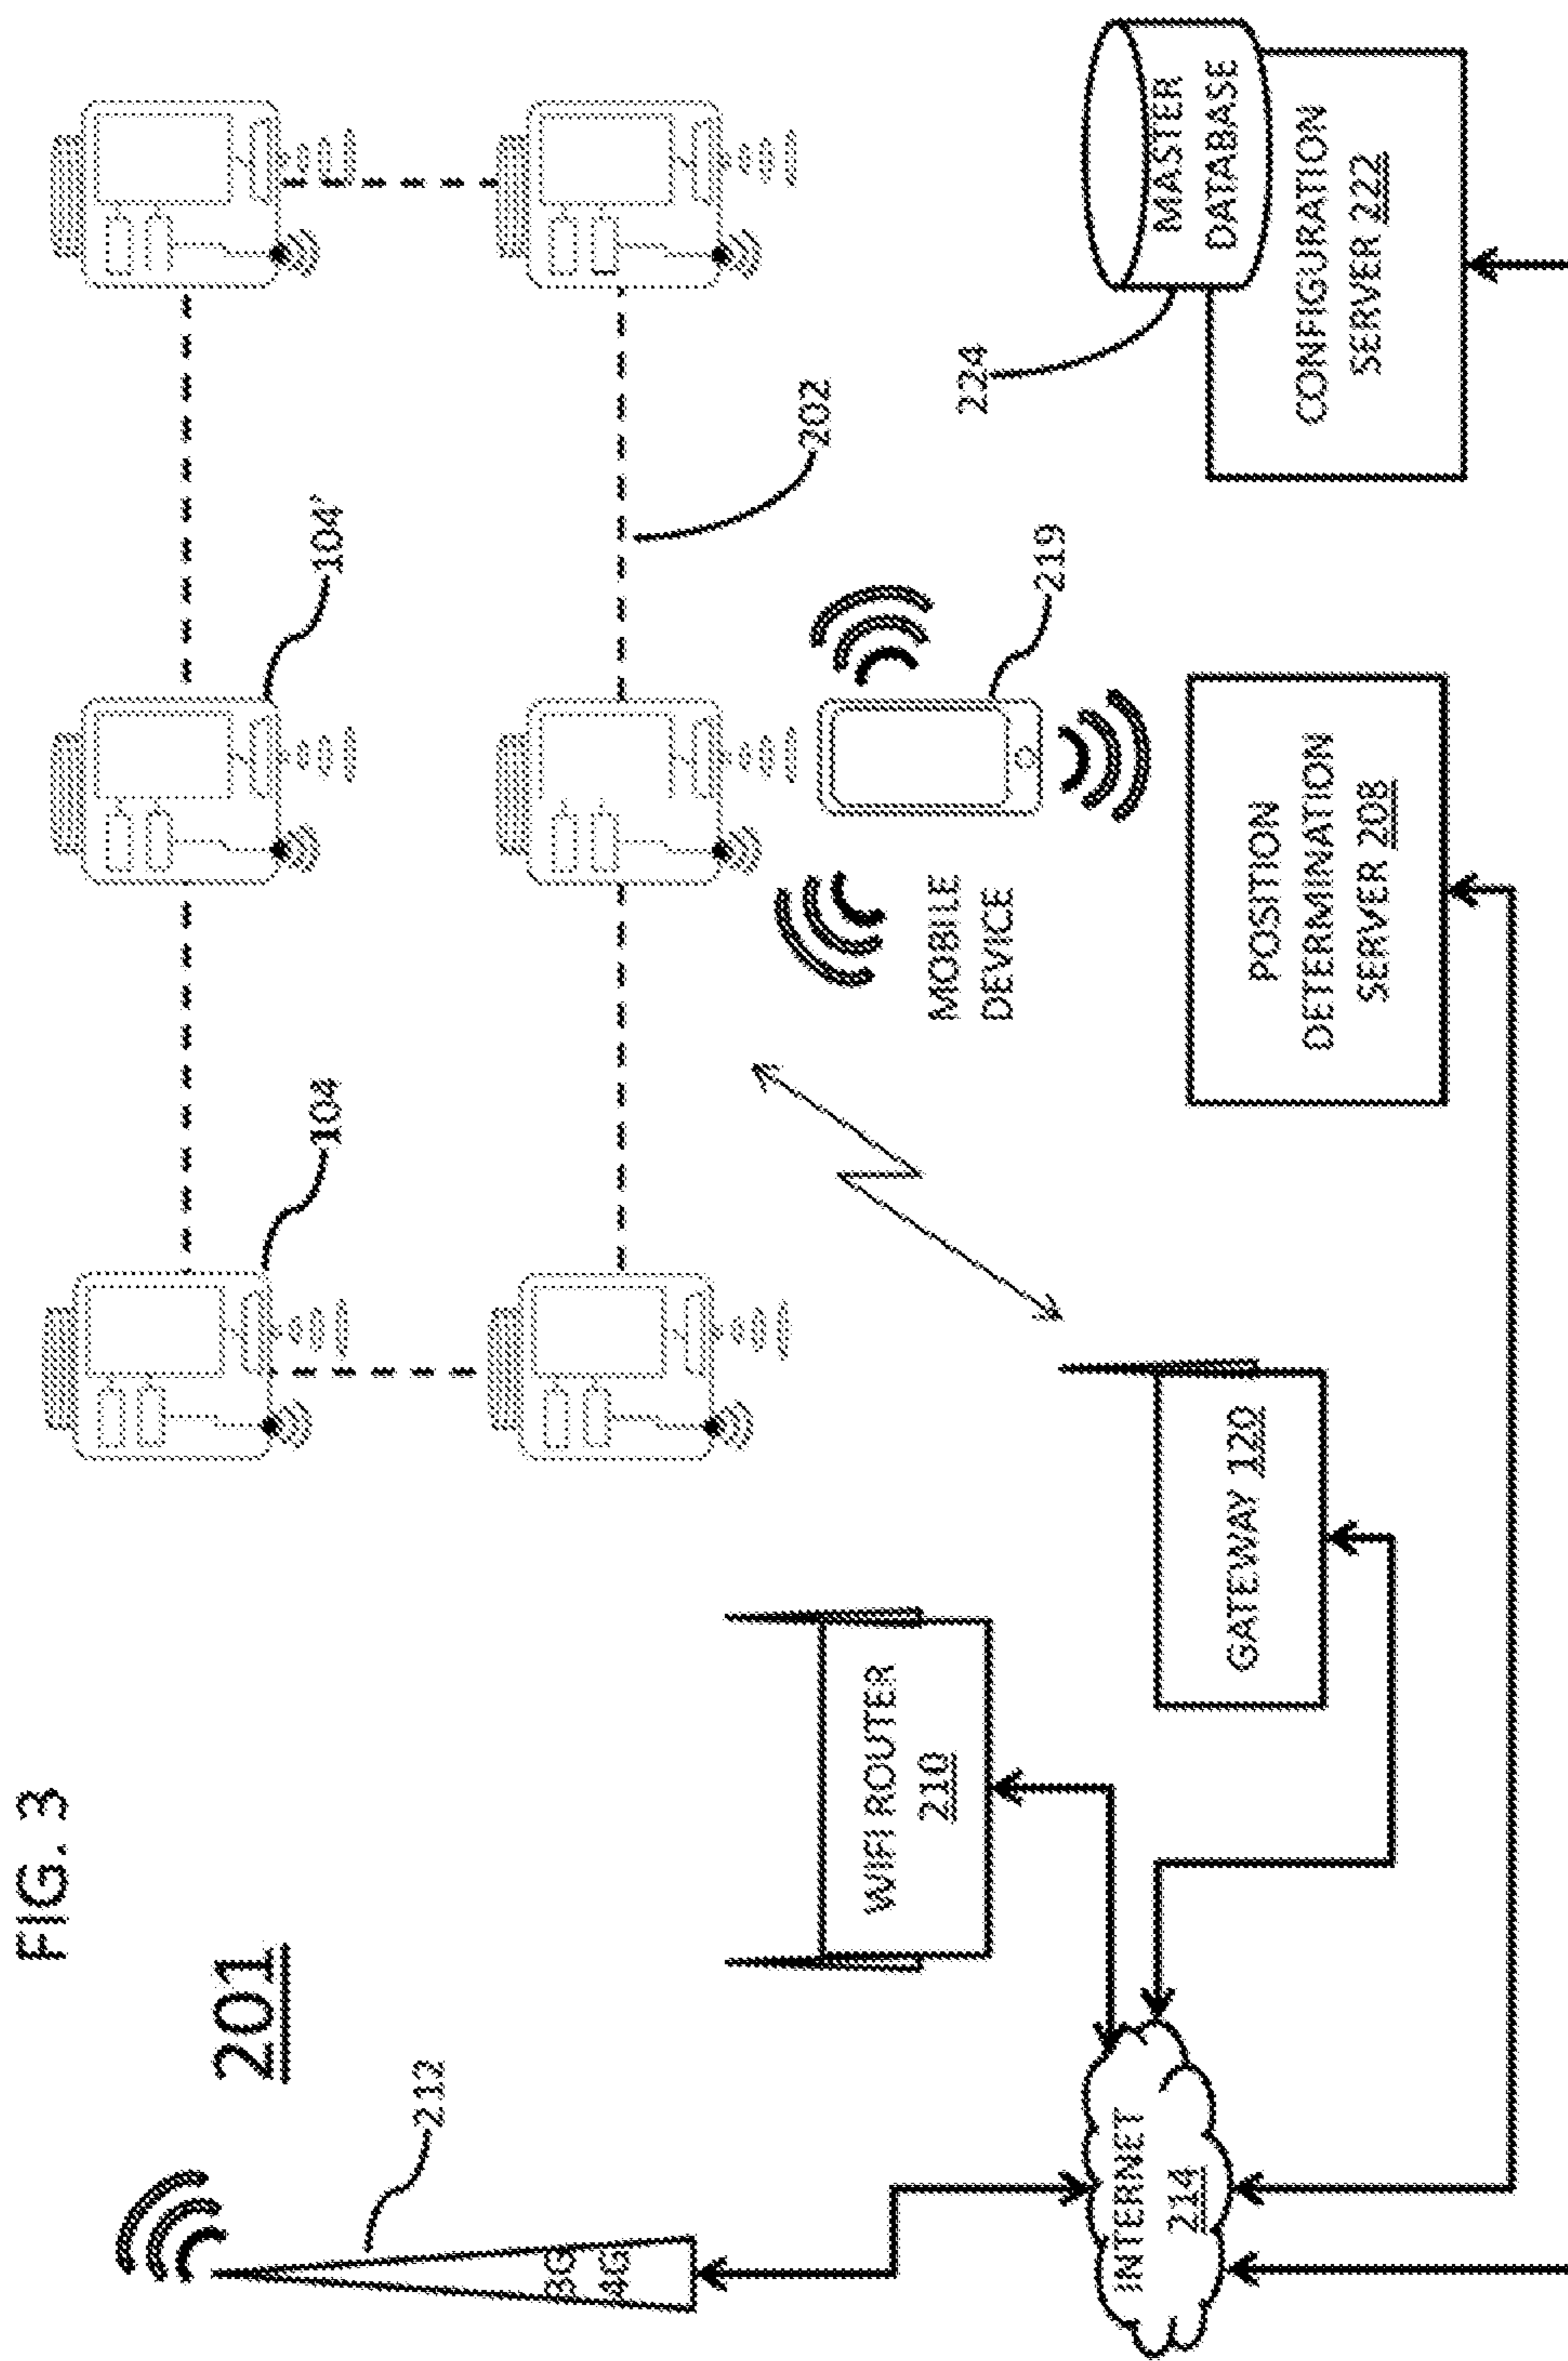 FIG. 3
201
212
3G
4G
104
104'
202
WIFI ROUTER
210
MOBILE
DEVICE
219
224
MASTER
DATABASE
CONFIGURATION
SERVER 222
INTERNET
214
GATEWAY 120
POSITION
DETERMINATION
SERVER 208